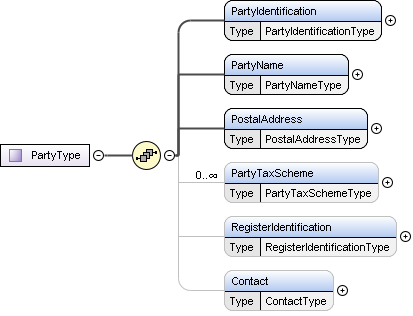 PartyIdentification
Type PartyIdentificationType
PartyName
Type PartyNameType
PostalAddress
Type PostalAddressType
PartyType
0..∞
PartyTaxScheme
Type PartyTaxSchemeType
RegisterIdentification
Type RegisterIdentificationType
Contact
Type ContactType